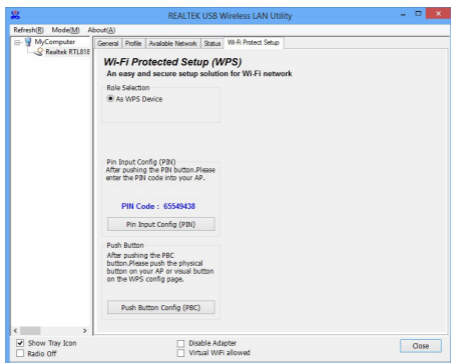 REALTEK USB Wireless LAN Utility
Refresh(R) Mode(M) About(A)
MyComputer
Realtek RTL818
General Profile Available Network Status Wi-Fi Protect Setup
Wi-Fi Protected Setup (WPS)
An easy and secure setup solution for Wi-Fi network
Role Selection
As WPS Device
Pin Input Config (PIN)
After pushing the PIN button.Please
enter the PIN code into your AP.
PIN Code : 65549438
Pin Input Config (PIN)
Push Button
After pushing the PBC
button.Please push the physical
button on your AP or visual button
on the WPS config page.
Push Button Config (PBC)
Show Tray Icon
Radio Off
Disable Adapter
Virtual WiFi allowed
Close